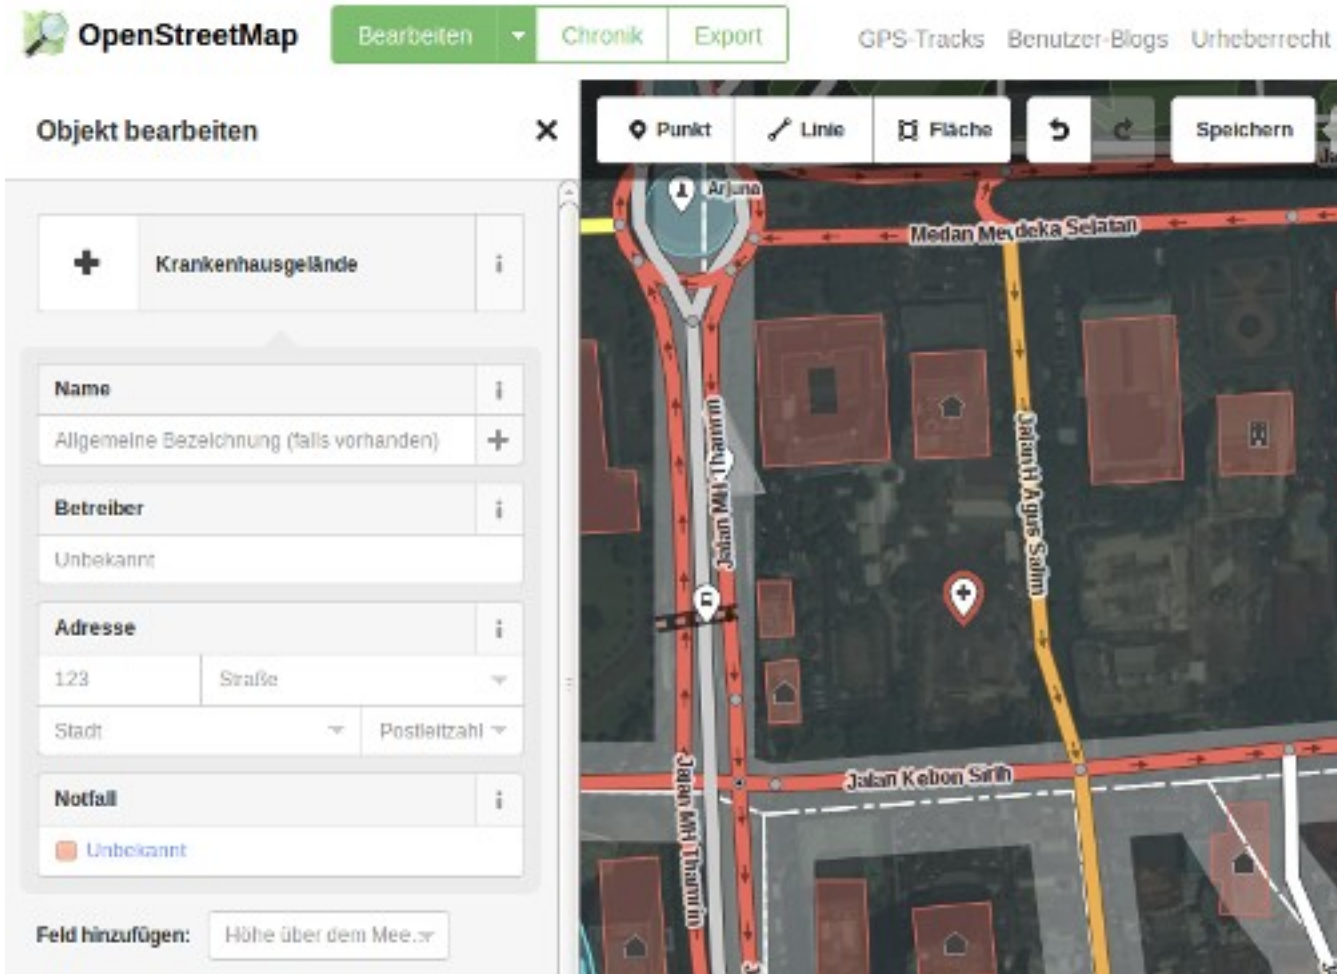 OpenStreetMap
Bearbeiten
Chronik
Export
GPS-Tracks
Benutzer-Blogs
Urheberrecht
Objekt bearbeiten
Punkt
Linie
Fläche
Speichern
Krankenhausgelände
Name
Allgemeine Bezeichnung (falls vorhanden)
Betreiber
Unbekannt
Adresse
123
Straße
Stadt
Postleitzahl
Notfall
Unbekannt
Feld hinzufügen:
Höhe über dem Mee...
Arjuna
Medan Merdeka Selatan
Jalan MH Thamrin
Jalan H Agus Salim
Jalan Kebon Sirih
Jalan MH Thamrin